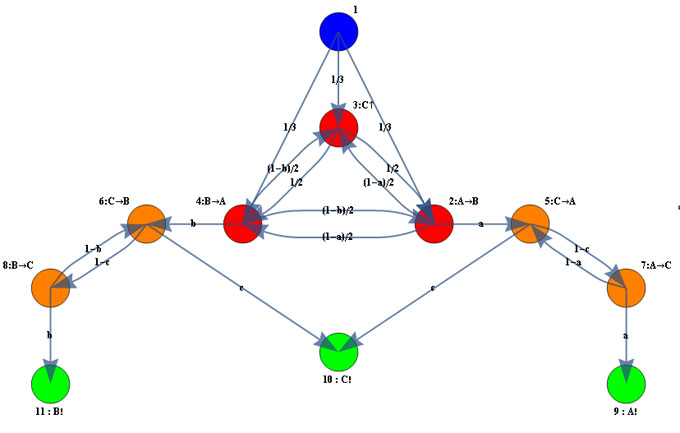 1
1/3
3:C↑
1/3
1/3
(1−b)/2
1/2
1/2
(1−a)/2
6:C→B
4:B→A
2:A→B
5:C→A
(1−b)/2
b
a
(1−a)/2
8:B→C
1−b
1−c
1−c
1−a
7:A→C
c
c
b
a
10 : C!
11 : B!
9 : A!